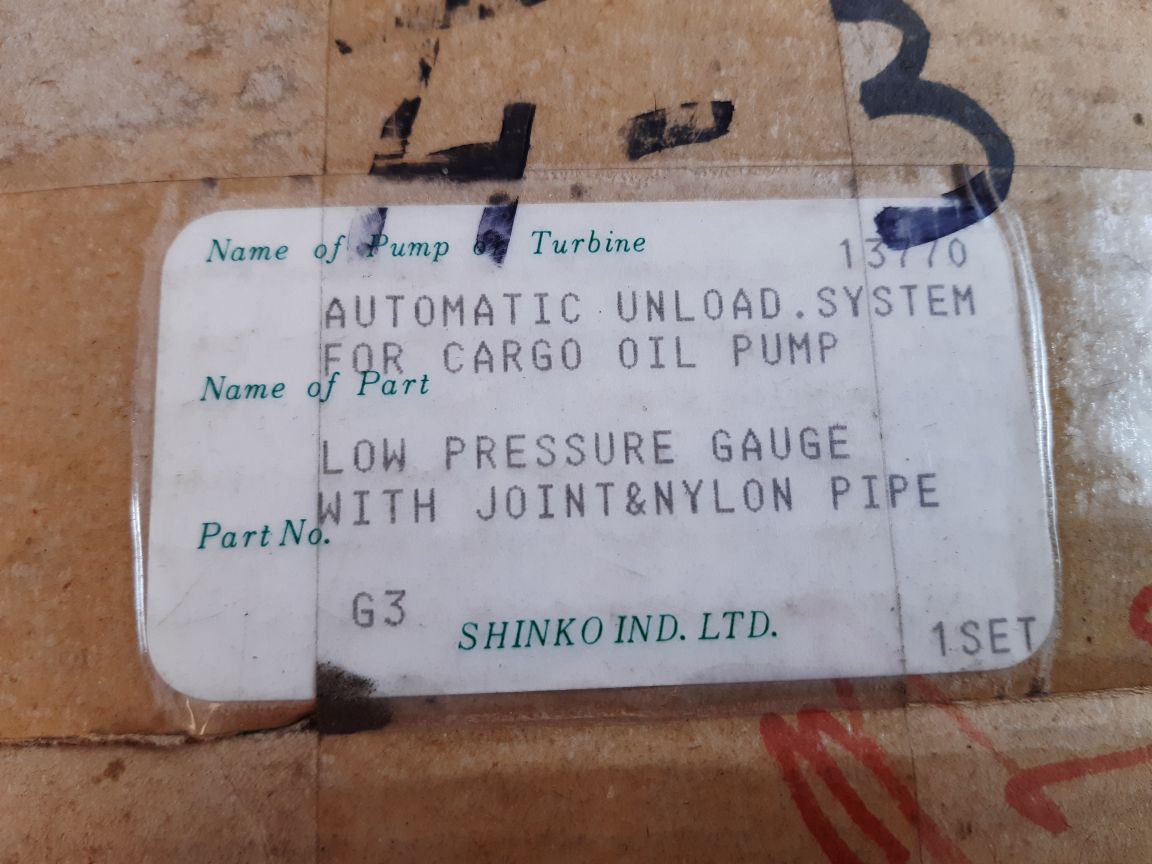 Name of Pump or Turbine 13770
AUTOMATIC UNLOAD.SYSTEM
FOR CARGO OIL PUMP
Name of Part
LOW PRESSURE GAUGE
WITH JOINT&NYLON PIPE
Part No.
G3
SHINKO IND. LTD.
1SET